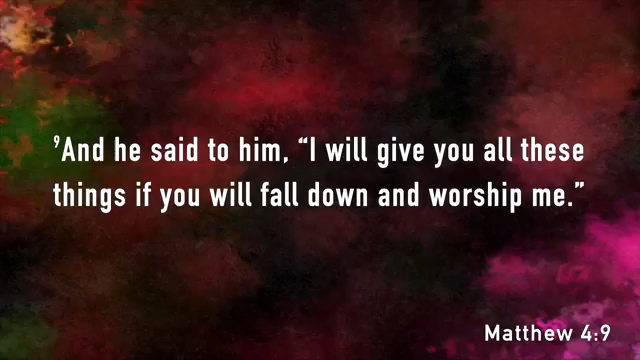 ⁹And he said to him, “I will give you all these
things if you will fall down and worship me.”
Matthew 4:9